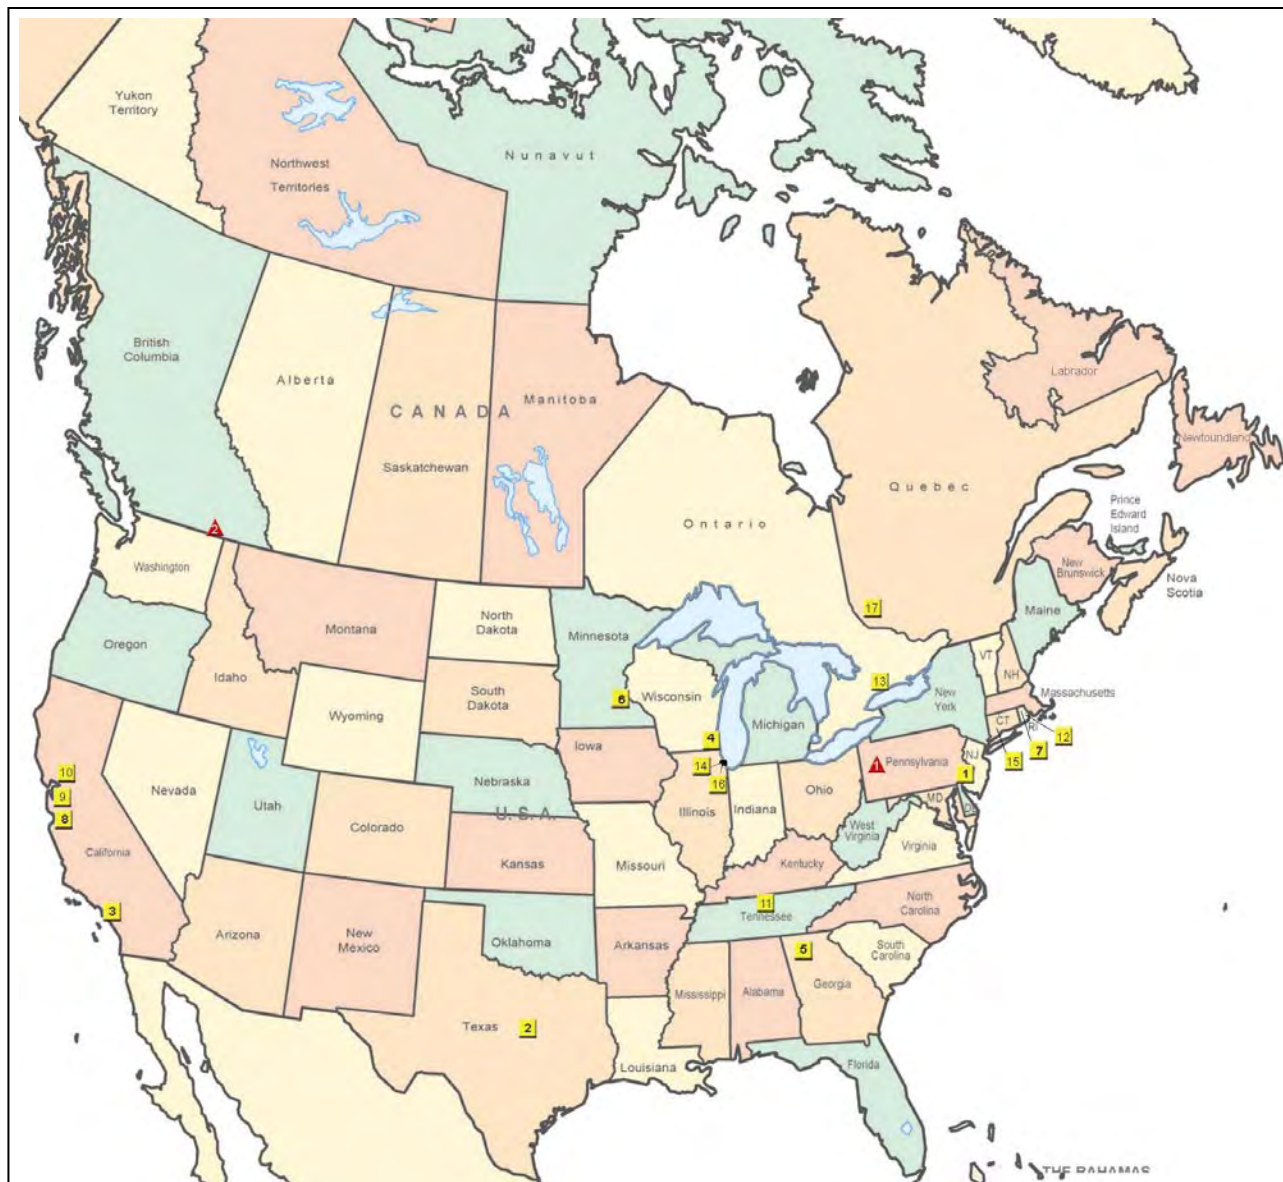 Yukon
Territory
Northwest
Territories
Nunavut
British
Columbia
Alberta
CANADA
Manitoba
Saskatchewan
Labrador
Newfoundland
Quebec
Ontario
Prince
Edward
Island
New
Brunswick
Nova
Scotia
2
Washington
Oregon
Idaho
Montana
North
Dakota
South
Dakota
Minnesota
6
Wisconsin
4
14
16
Michigan
17
13
Maine
VT
NH
Massachusetts
New
York
CT
RI
12
7
15
1
Pennsylvania
NJ
1
MD
DE
Wyoming
Nebraska
Iowa
Illinois
Indiana
Ohio
West
Virginia
Virginia
Nevada
Utah
Colorado
U.S.A.
Kansas
Missouri
Kentucky
10
9
8
California
3
Arizona
New
Mexico
Oklahoma
Arkansas
11
Tennessee
North
Carolina
South
Carolina
5
Mississippi
Alabama
Georgia
Texas
2
Louisiana
Florida
THE BAHAMAS